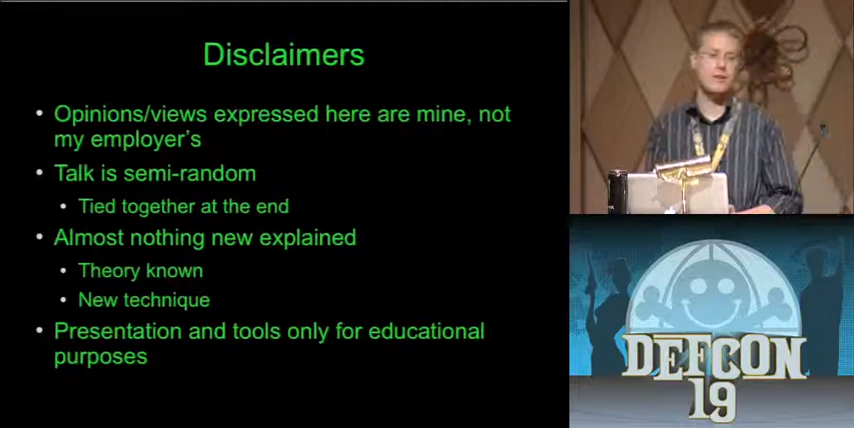 Disclaimers
• Opinions/views expressed here are mine, not
my employer's
• Talk is semi-random
• Tied together at the end
• Almost nothing new explained
• Theory known
• New technique
• Presentation and tools only for educational
purposes
DEFCON
19